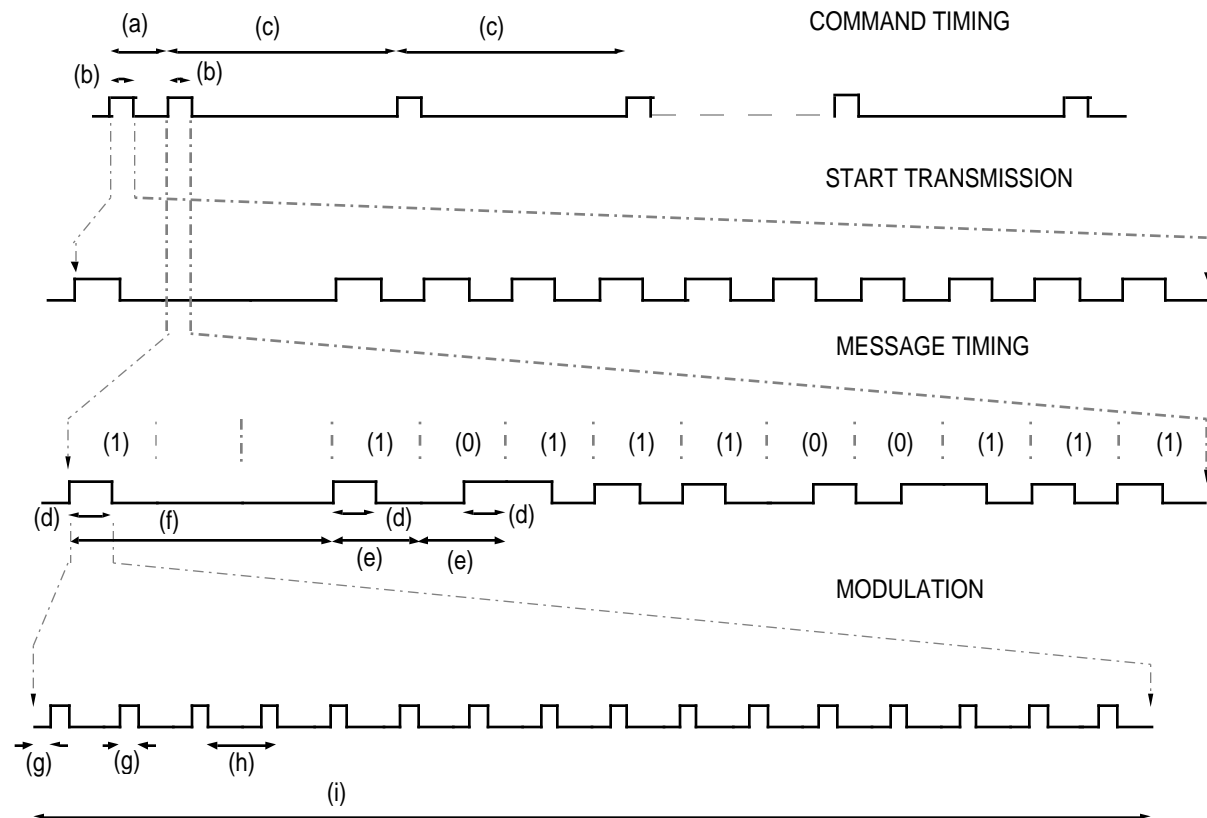 COMMAND TIMING
(a) (c) (c)
(b) (b)
START TRANSMISSION
MESSAGE TIMING
(1) (1) (0) (1) (1) (1) (0) (0) (1) (1) (1)
(d) (f) (d) (d)
(e) (e)
MODULATION
(g) (g) (h)
(i)